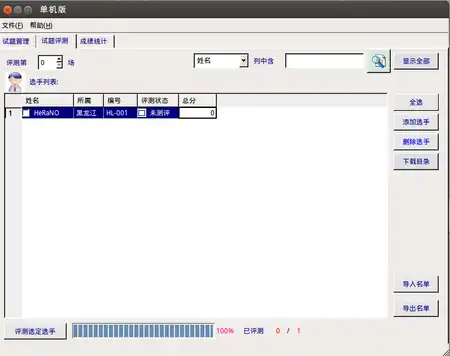 单机版
文件(F) 帮助(H)
试题管理 试题评测 成绩统计
评测第 0 场 姓名 列中含 显示全部
选手列表:
姓名 所属 编号 评测状态 总分
1 HeRaNO 黑龙江 HL-001 未测评 0
全选
添加选手
删除选手
下载目录
导入名单
导出名单
评测选定选手 100% 已评测 0 / 1